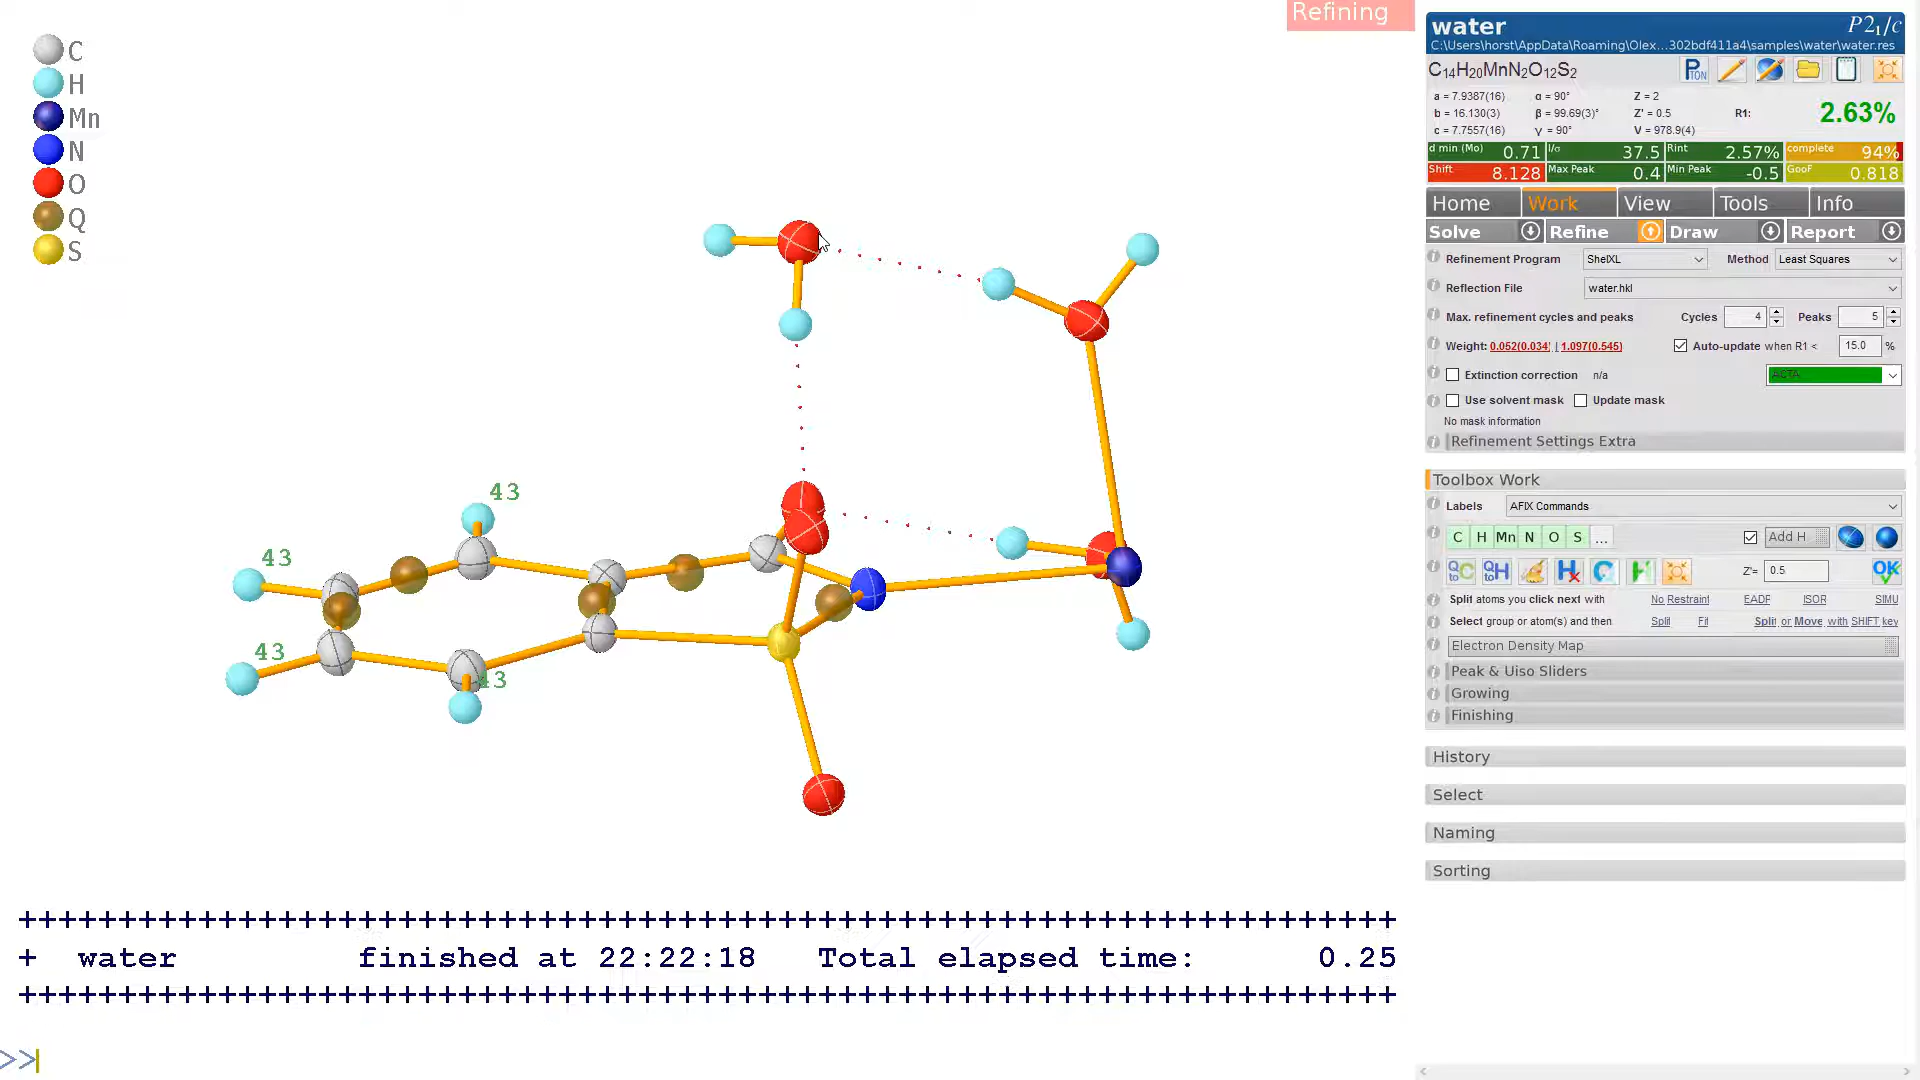 Refining
C
H
Mn
N
O
Q
S
43
43
43
43
+++++++++++++++++++++++++++++++++++++++++++++++++++++++++++++++++++++
+ water finished at 22:22:18 Total elapsed time: 0.25
+++++++++++++++++++++++++++++++++++++++++++++++++++++++++++++++++++++
>>
water P2₁/c
C:\Users\horst\AppData\Roaming\Olex...302bdf411a4\samples\water\water.res
C₁₄H₂₀MnN₂O₁₂S₂
a = 7.9387(16) α = 90° Z = 2
b = 16.130(3) β = 99.69(3)° Z' = 0.5 R1: 2.63%
c = 7.7557(16) γ = 90° V = 978.9(4)
d min (Mo) 0.71 I/σ 37.5 Rint 2.57% complete 94%
Shift 8.128 Max Peak 0.4 Min Peak -0.5 GooF 0.818
Home Work View Tools Info
Solve Refine Draw Report
Refinement Program ShelXL Method Least Squares
Reflection File water.hkl
Max. refinement cycles and peaks Cycles 4 Peaks 5
Weight: 0.052(0.034) | 1.097(0.545) Auto-update when R1 < 15.0 %
Extinction correction n/a ACTA
Use solvent mask Update mask
No mask information
Refinement Settings Extra
Toolbox Work
Labels AFIX Commands
C H Mn N O S ... Add H
Q to C Q to H Z'= 0.5 OK
Split atoms you click next with No Restraint EADP ISOR SIMU
Select group or atom(s) and then Split Fit Split or Move with SHIFT key
Electron Density Map
Peak & Uiso Sliders
Growing
Finishing
History
Select
Naming
Sorting